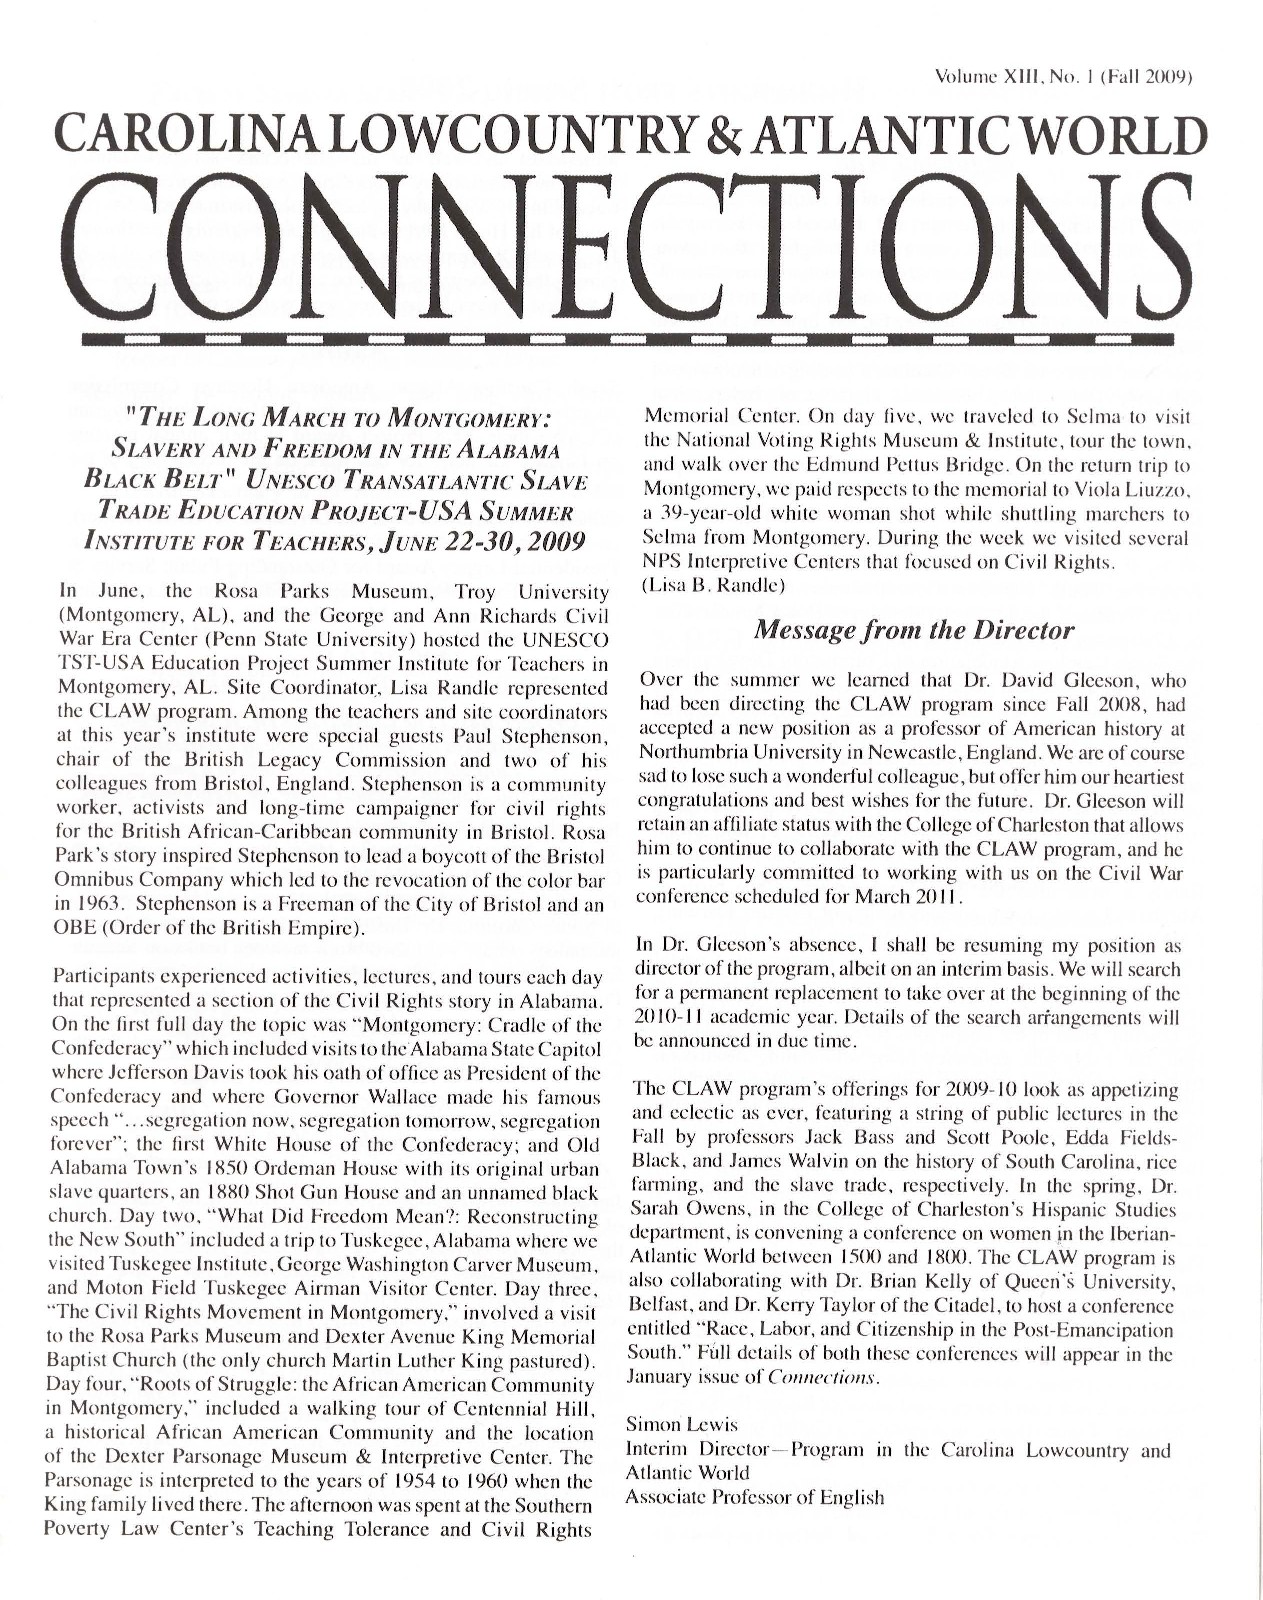 Volume XIII, No. 1 (Fall 2009)
CAROLINA LOWCOUNTRY & ATLANTIC WORLD
CONNECTIONS
"THE LONG MARCH TO MONTGOMERY:
SLAVERY AND FREEDOM IN THE ALABAMA
BLACK BELT" UNESCO TRANSATLANTIC SLAVE
TRADE EDUCATION PROJECT-USA SUMMER
INSTITUTE FOR TEACHERS, JUNE 22-30, 2009
In June, the Rosa Parks Museum, Troy University
(Montgomery, AL), and the George and Ann Richards Civil
War Era Center (Penn State University) hosted the UNESCO
TST-USA Education Project Summer Institute for Teachers in
Montgomery, AL. Site Coordinator, Lisa Randle represented
the CLAW program. Among the teachers and site coordinators
at this year's institute were special guests Paul Stephenson,
chair of the British Legacy Commission and two of his
colleagues from Bristol, England. Stephenson is a community
worker, activists and long-time campaigner for civil rights
for the British African-Caribbean community in Bristol. Rosa
Park's story inspired Stephenson to lead a boycott of the Bristol
Omnibus Company which led to the revocation of the color bar
in 1963. Stephenson is a Freeman of the City of Bristol and an
OBE (Order of the British Empire).
Participants experienced activities, lectures, and tours each day
that represented a section of the Civil Rights story in Alabama.
On the first full day the topic was "Montgomery: Cradle of the
Confederacy" which included visits to the Alabama State Capitol
where Jefferson Davis took his oath of office as President of the
Confederacy and where Governor Wallace made his famous
speech "…segregation now, segregation tomorrow, segregation
forever"; the first White House of the Confederacy; and Old
Alabama Town's 1850 Ordeman House with its original urban
slave quarters, an 1880 Shot Gun House and an unnamed black
church. Day two, "What Did Freedom Mean?: Reconstructing
the New South" included a trip to Tuskegee, Alabama where we
visited Tuskegee Institute, George Washington Carver Museum,
and Moton Field Tuskegee Airman Visitor Center. Day three,
"The Civil Rights Movement in Montgomery," involved a visit
to the Rosa Parks Museum and Dexter Avenue King Memorial
Baptist Church (the only church Martin Luther King pastured).
Day four, "Roots of Struggle: the African American Community
in Montgomery," included a walking tour of Centennial Hill,
a historical African American Community and the location
of the Dexter Parsonage Museum & Interpretive Center. The
Parsonage is interpreted to the years of 1954 to 1960 when the
King family lived there. The afternoon was spent at the Southern
Poverty Law Center's Teaching Tolerance and Civil Rights
Memorial Center. On day five, we traveled to Selma to visit
the National Voting Rights Museum & Institute, tour the town,
and walk over the Edmund Pettus Bridge. On the return trip to
Montgomery, we paid respects to the memorial to Viola Liuzzo,
a 39-year-old white woman shot while shuttling marchers to
Selma from Montgomery. During the week we visited several
NPS Interpretive Centers that focused on Civil Rights.
(Lisa B. Randle)
Message from the Director
Over the summer we learned that Dr. David Gleeson, who
had been directing the CLAW program since Fall 2008, had
accepted a new position as a professor of American history at
Northumbria University in Newcastle, England. We are of course
sad to lose such a wonderful colleague, but offer him our heartiest
congratulations and best wishes for the future. Dr. Gleeson will
retain an affiliate status with the College of Charleston that allows
him to continue to collaborate with the CLAW program, and he
is particularly committed to working with us on the Civil War
conference scheduled for March 2011.
In Dr. Gleeson's absence, I shall be resuming my position as
director of the program, albeit on an interim basis. We will search
for a permanent replacement to take over at the beginning of the
2010-11 academic year. Details of the search arrangements will
be announced in due time.
The CLAW program's offerings for 2009-10 look as appetizing
and eclectic as ever, featuring a string of public lectures in the
Fall by professors Jack Bass and Scott Poole, Edda Fields-
Black, and James Walvin on the history of South Carolina, rice
farming, and the slave trade, respectively. In the spring, Dr.
Sarah Owens, in the College of Charleston's Hispanic Studies
department, is convening a conference on women in the Iberian-
Atlantic World between 1500 and 1800. The CLAW program is
also collaborating with Dr. Brian Kelly of Queen's University,
Belfast, and Dr. Kerry Taylor of the Citadel, to host a conference
entitled "Race, Labor, and Citizenship in the Post-Emancipation
South." Full details of both these conferences will appear in the
January issue of Connections.
Simon Lewis
Interim Director—Program in the Carolina Lowcountry and
Atlantic World
Associate Professor of English